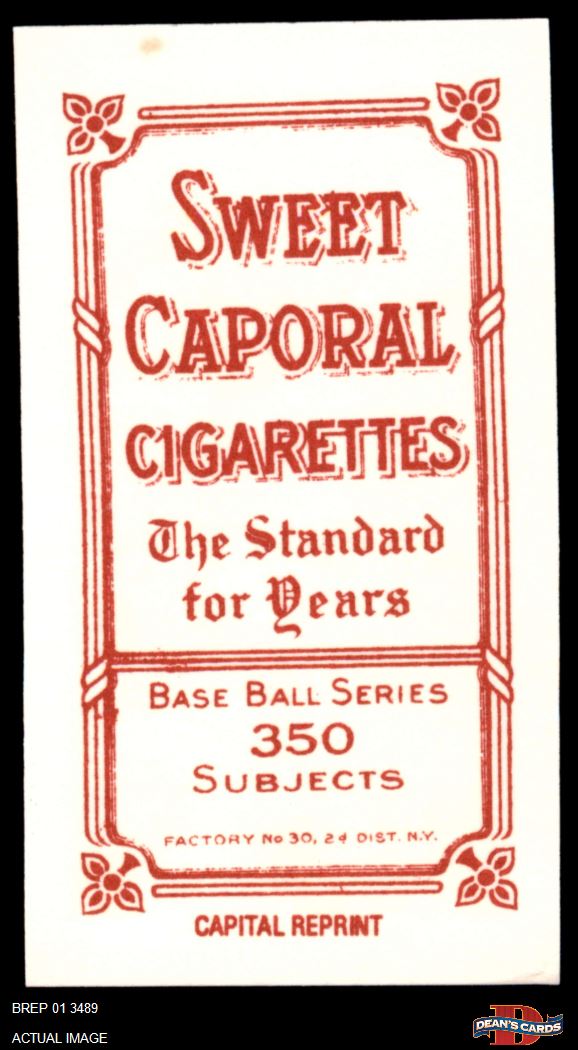 SWEET
CAPORAL
CIGARETTES
The Standard
for Years
BASE BALL SERIES
350
SUBJECTS
FACTORY No 30, 2d DIST. N.Y.
CAPITAL REPRINT
BREP 01 3489
ACTUAL IMAGE
D
DEAN'S CARDS